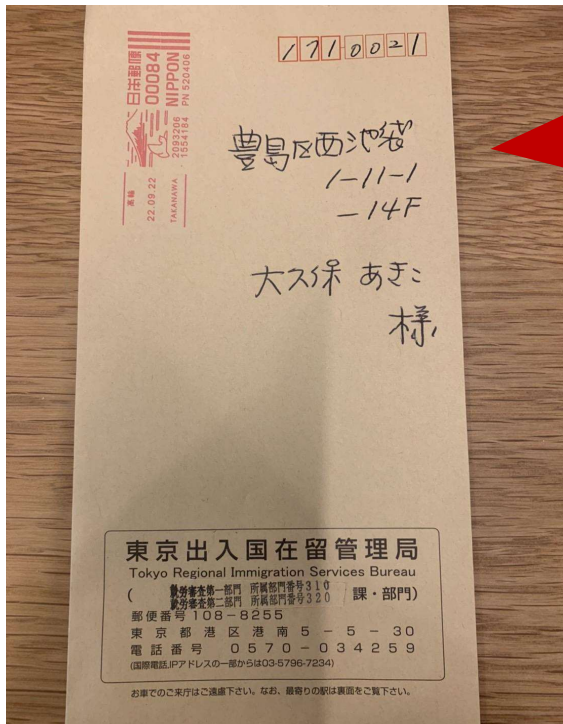 1710021
豊島区西池袋
1-11-1
-14F
大久保 あきこ
様
日本郵便
00084
NIPPON
2093206
1554184
PN 520406
高輪
22.09.22
TAKANAWA
東京出入国在留管理局
Tokyo Regional Immigration Services Bureau
( 就労審査第一部門 所属部門番号310
就労審査第二部門 所属部門番号320 課・部門)
郵便番号 108-8255
東京都港区港南5-5-30
電話番号 0570-034259
(国際電話、IPアドレスの一部からは03-5796-7234)
お車でのご来庁はご遠慮下さい。なお、最寄りの駅は裏面をご覧下さい。